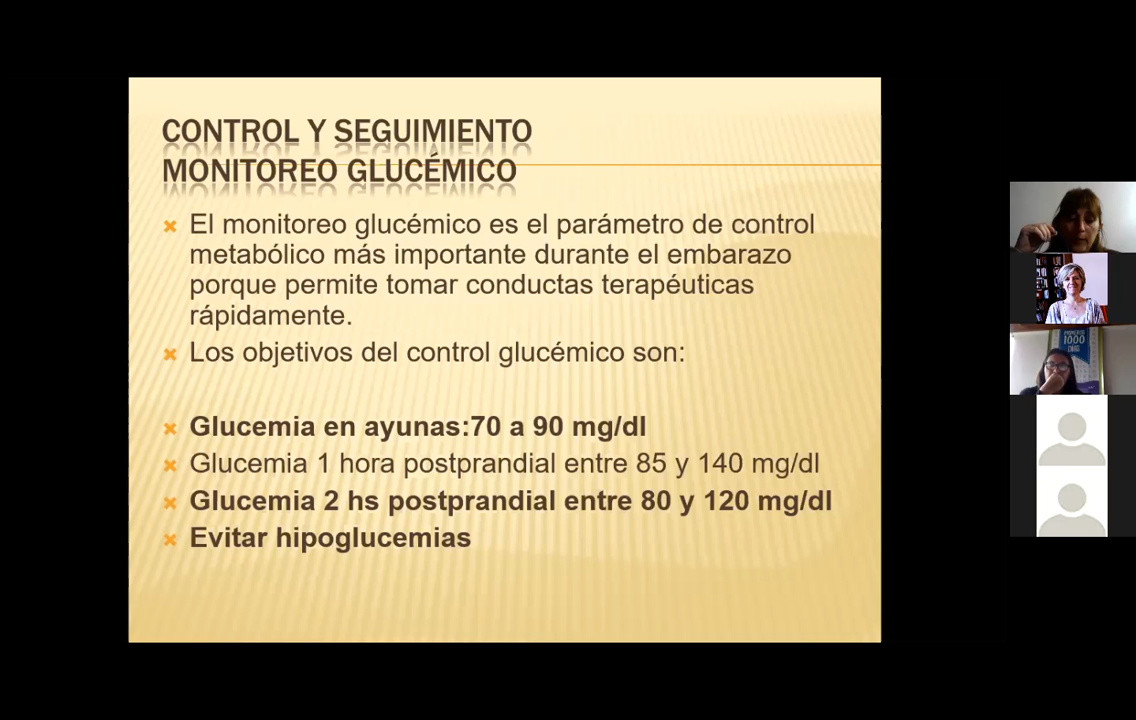 CONTROL Y SEGUIMIENTO
MONITOREO GLUCÉMICO
El monitoreo glucémico es el parámetro de control
metabólico más importante durante el embarazo
porque permite tomar conductas terapéuticas
rápidamente.
Los objetivos del control glucémico son:
Glucemia en ayunas:70 a 90 mg/dl
Glucemia 1 hora postprandial entre 85 y 140 mg/dl
Glucemia 2 hs postprandial entre 80 y 120 mg/dl
Evitar hipoglucemias
1000